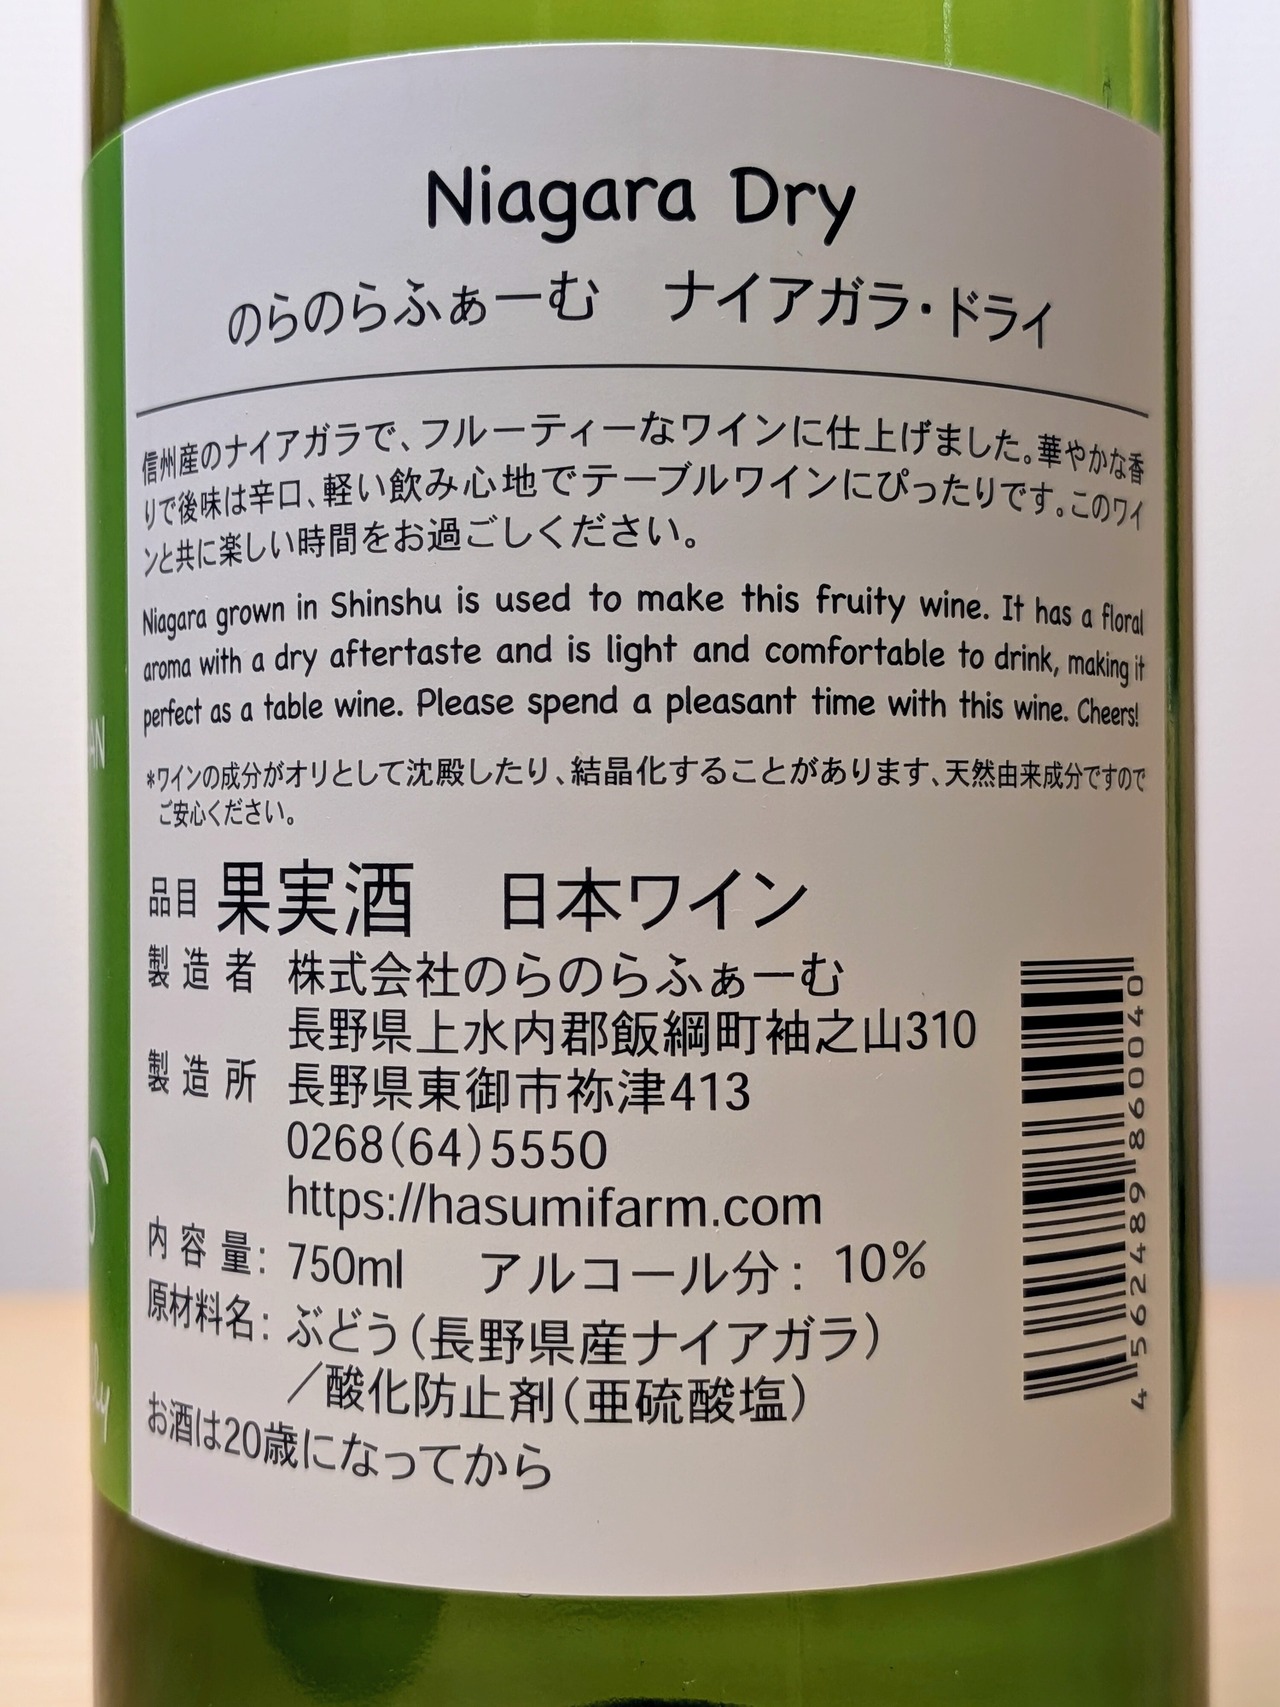 Niagara Dry
のらのらふぁーむ　ナイアガラ・ドライ
信州産のナイアガラで、フルーティーなワインに仕上げました。華やかな香
りで後味は辛口、軽い飲み心地でテーブルワインにぴったりです。このワイ
ンと共に楽しい時間をお過ごしください。
Niagara grown in Shinshu is used to make this fruity wine. It has a floral
aroma with a dry aftertaste and is light and comfortable to drink, making it
perfect as a table wine. Please spend a pleasant time with this wine. Cheers!
*ワインの成分がオリとして沈殿したり、結晶化することがあります、天然由来成分ですので
ご安心ください。
品目 果実酒　日本ワイン
製造者 株式会社のらのらふぁーむ
長野県上水内郡飯綱町袖之山310
製造所 長野県東御市祢津413
0268(64)5550
https://hasumifarm.com
内容量: 750ml アルコール分: 10%
原材料名: ぶどう(長野県産ナイアガラ)
/酸化防止剤(亜硫酸塩)
お酒は20歳になってから
4562489860040